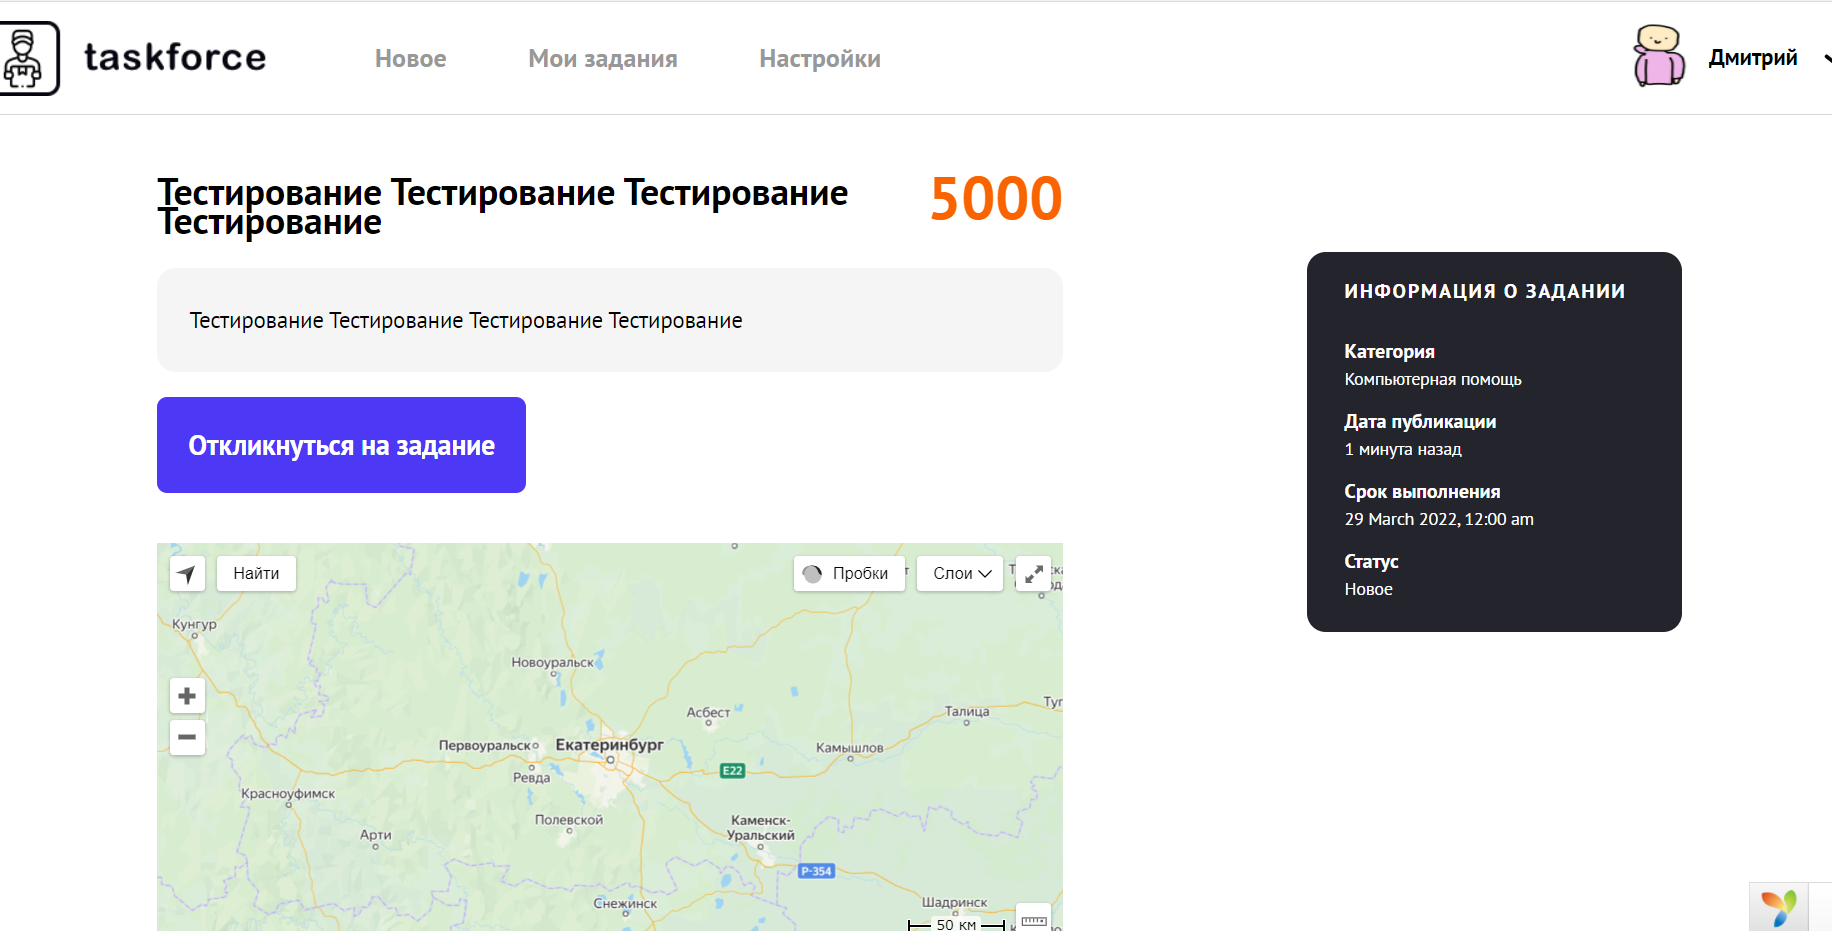 taskforce
Новое
Мои задания
Настройки
Дмитрий
Тестирование Тестирование Тестирование
Тестирование
5000
Тестирование Тестирование Тестирование Тестирование
Откликнуться на задание
ИНФОРМАЦИЯ О ЗАДАНИИ
Категория
Компьютерная помощь
Дата публикации
1 минута назад
Срок выполнения
29 March 2022, 12:00 am
Статус
Новое
Найти
Пробки
Слои
Кунгур
Новоуральск
Асбест
Талица
Первоуральск
Екатеринбург
Камышлов
Ревда
E22
Красноуфимск
Полевской
Каменск-
Уральский
Арти
Р-354
Снежинск
Шадринск
50 км